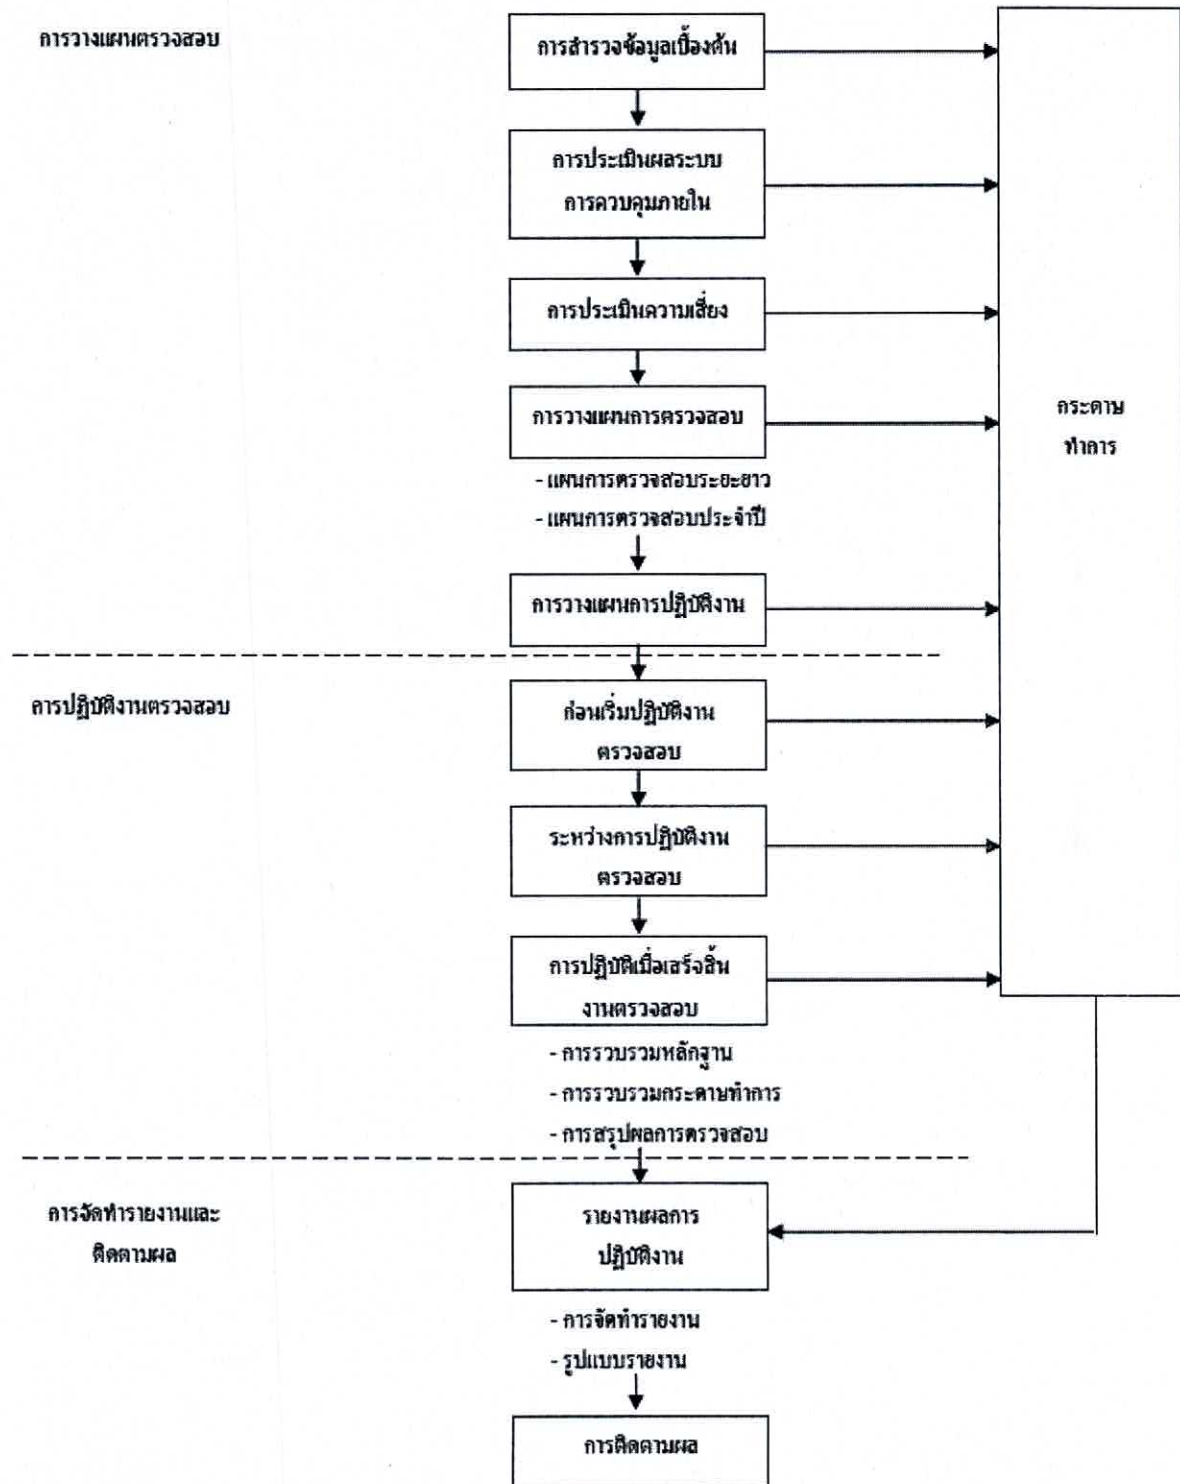 การวางแผนตรวจสอบ
การสำรวจข้อมูลเบื้องต้น
การประเมินผลระบบ
การควบคุมภายใน
การประเมินความเสี่ยง
การวางแผนการตรวจสอบ
- แผนการตรวจสอบระยะยาว
- แผนการตรวจสอบประจำปี
การวางแผนการปฏิบัติงาน
กระดาษ
ทำการ
การปฏิบัติงานตรวจสอบ
ก่อนเริ่มปฏิบัติงาน
ตรวจสอบ
ระหว่างการปฏิบัติงาน
ตรวจสอบ
การปฏิบัติเมื่อเสร็จสิ้น
งานตรวจสอบ
- การรวบรวมหลักฐาน
- การรวบรวมกระดาษทำการ
- การสรุปผลการตรวจสอบ
การจัดทำรายงานและ
ติดตามผล
รายงานผลการ
ปฏิบัติงาน
- การจัดทำรายงาน
- รูปแบบรายงาน
การติดตามผล